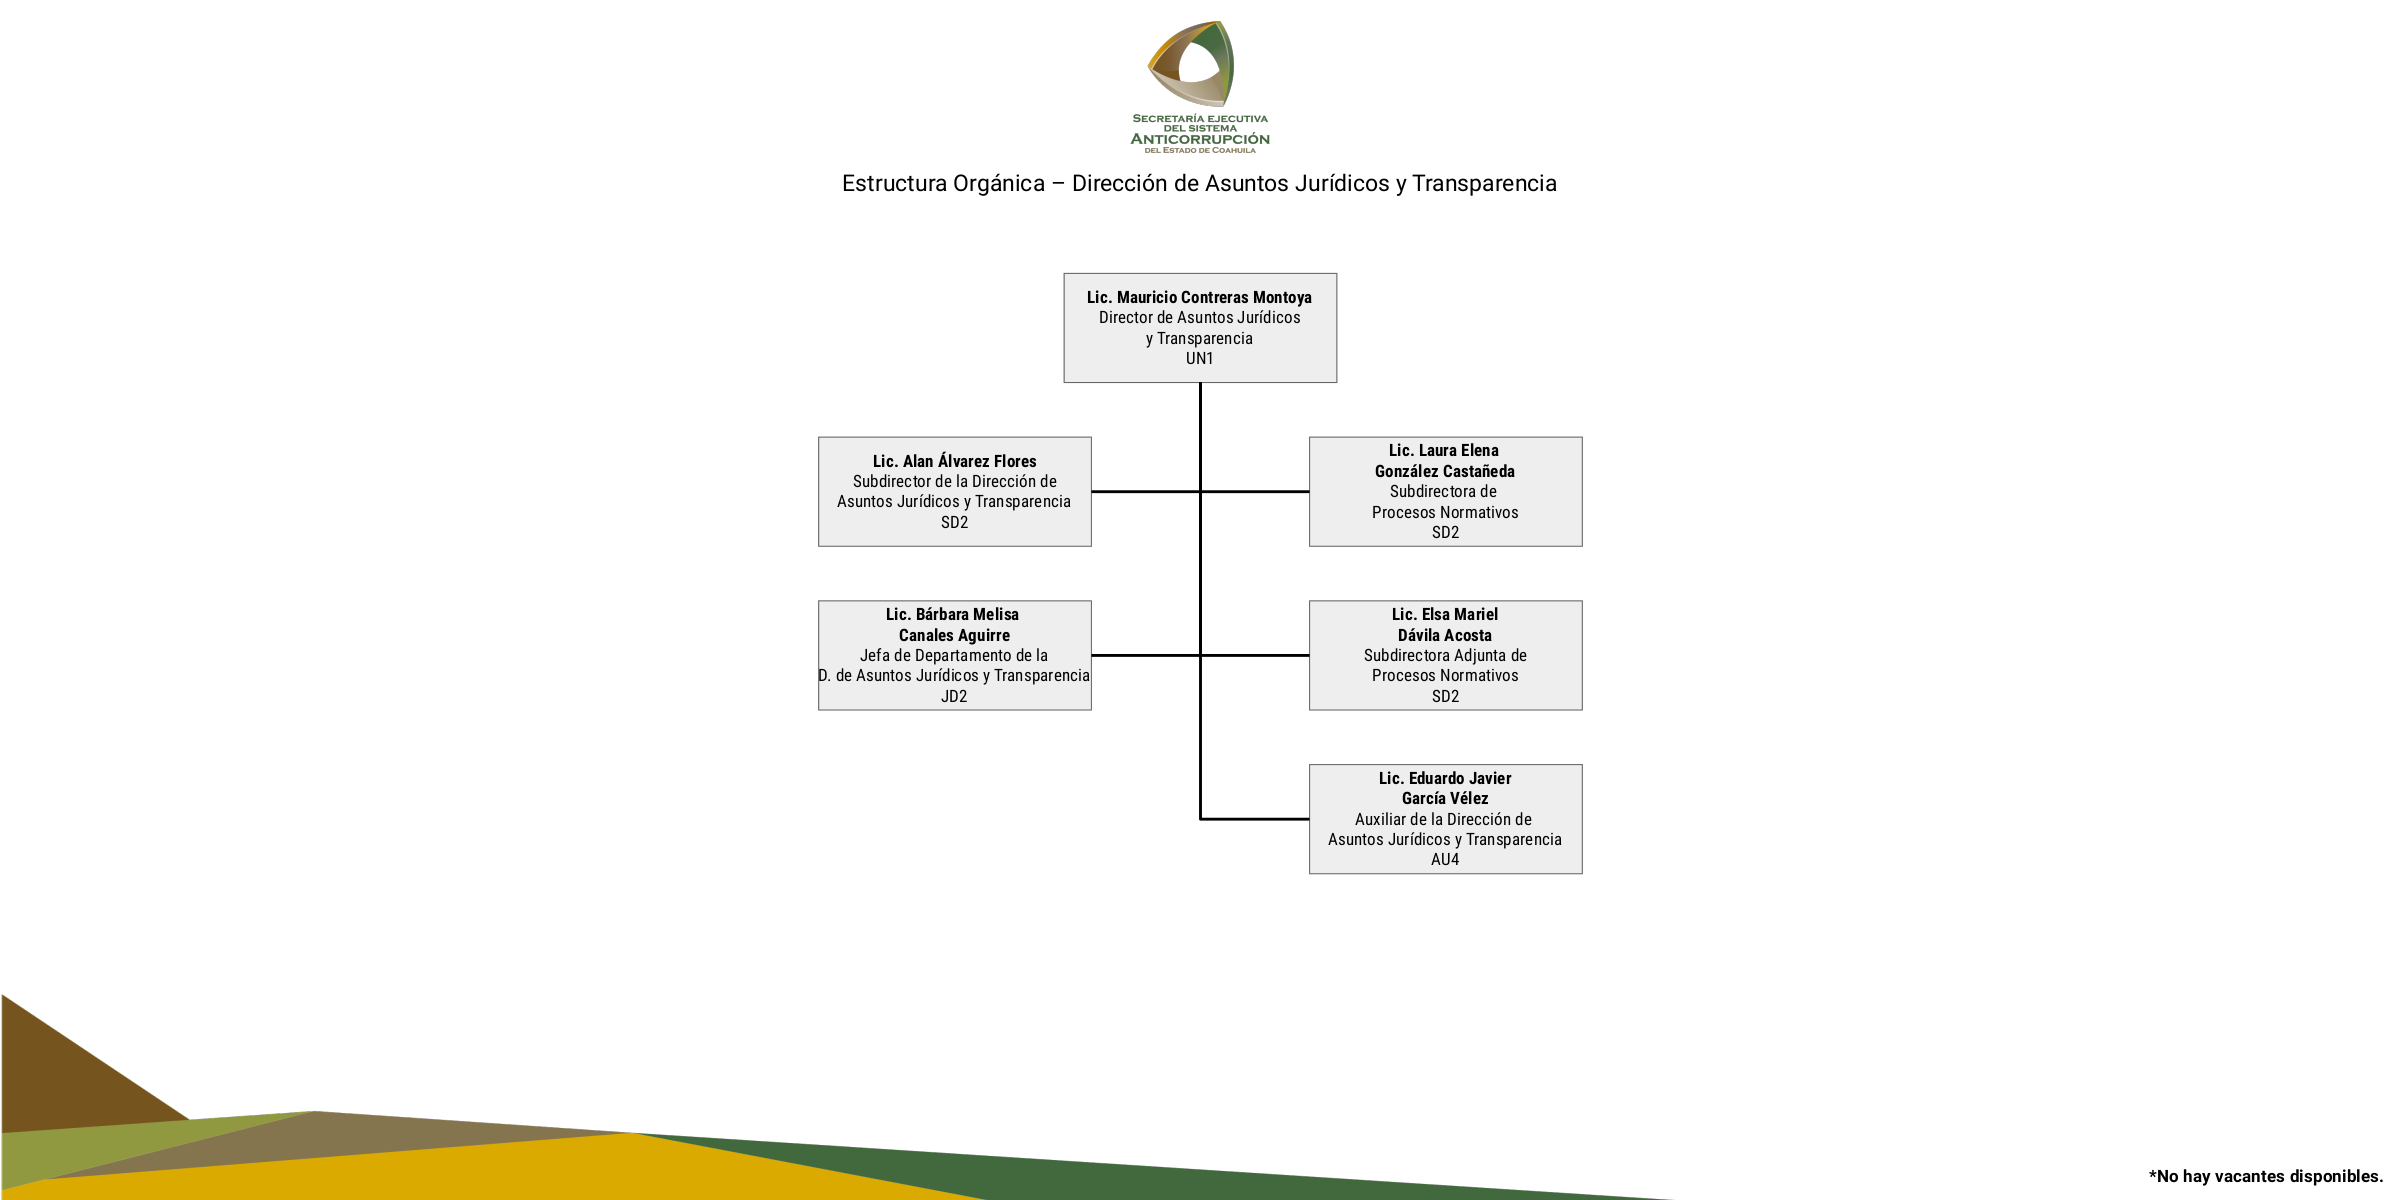 SECRETARÍA EJECUTIVA
DEL SISTEMA
ANTICORRUPCIÓN
DEL ESTADO DE COAHUILA
Estructura Orgánica – Dirección de Asuntos Jurídicos y Transparencia
Lic. Mauricio Contreras Montoya
Director de Asuntos Jurídicos
y Transparencia
UN1
Lic. Alan Álvarez Flores
Subdirector de la Dirección de
Asuntos Jurídicos y Transparencia
SD2
Lic. Laura Elena
González Castañeda
Subdirectora de
Procesos Normativos
SD2
Lic. Bárbara Melisa
Canales Aguirre
Jefa de Departamento de la
D. de Asuntos Jurídicos y Transparencia
JD2
Lic. Elsa Mariel
Dávila Acosta
Subdirectora Adjunta de
Procesos Normativos
SD2
Lic. Eduardo Javier
García Vélez
Auxiliar de la Dirección de
Asuntos Jurídicos y Transparencia
AU4
*No hay vacantes disponibles.